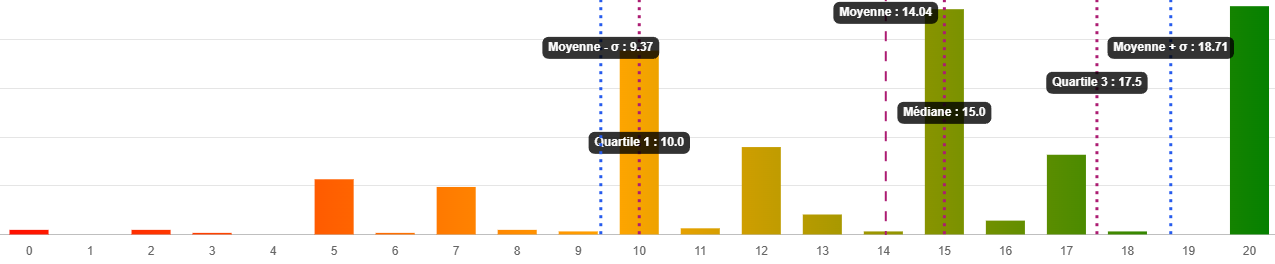 Moyenne : 14.04
Moyenne - σ : 9.37
Moyenne + σ : 18.71
Quartile 3 : 17.5
Médiane : 15.0
Quartile 1 : 10.0
0 1 2 3 4 5 6 7 8 9 10 11 12 13 14 15 16 17 18 19 20